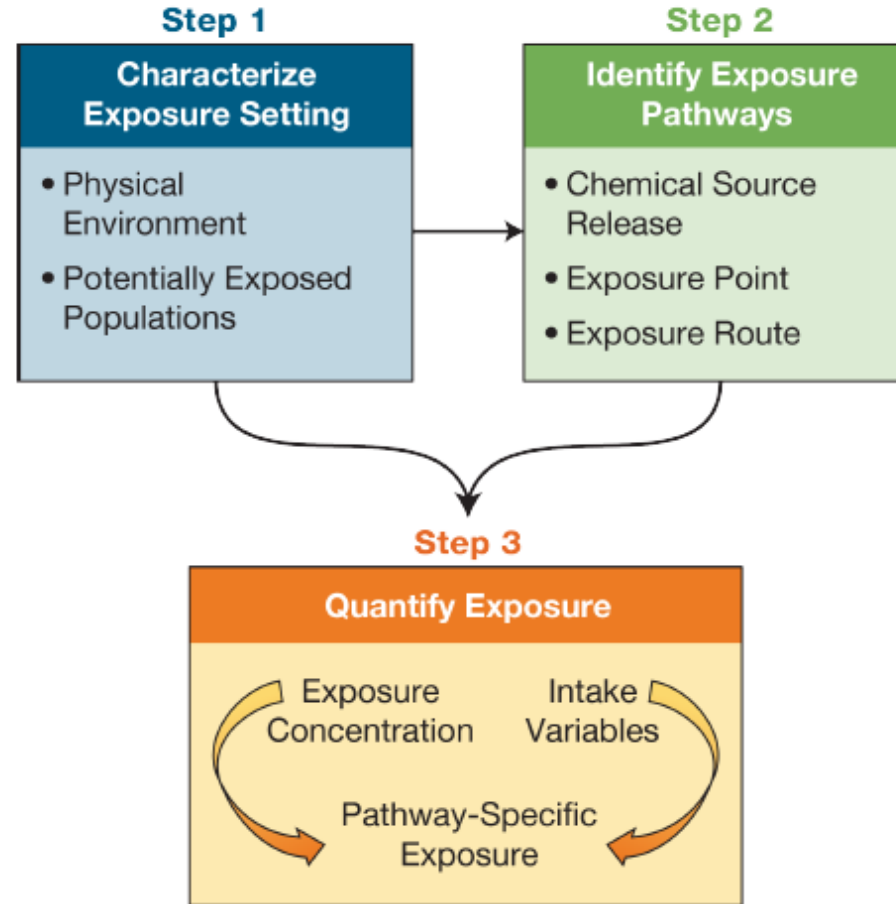 Step 1
Characterize
Exposure Setting
• Physical
Environment
• Potentially Exposed
Populations
Step 2
Identify Exposure
Pathways
• Chemical Source
Release
• Exposure Point
• Exposure Route
Step 3
Quantify Exposure
Exposure
Concentration
Intake
Variables
Pathway-Specific
Exposure